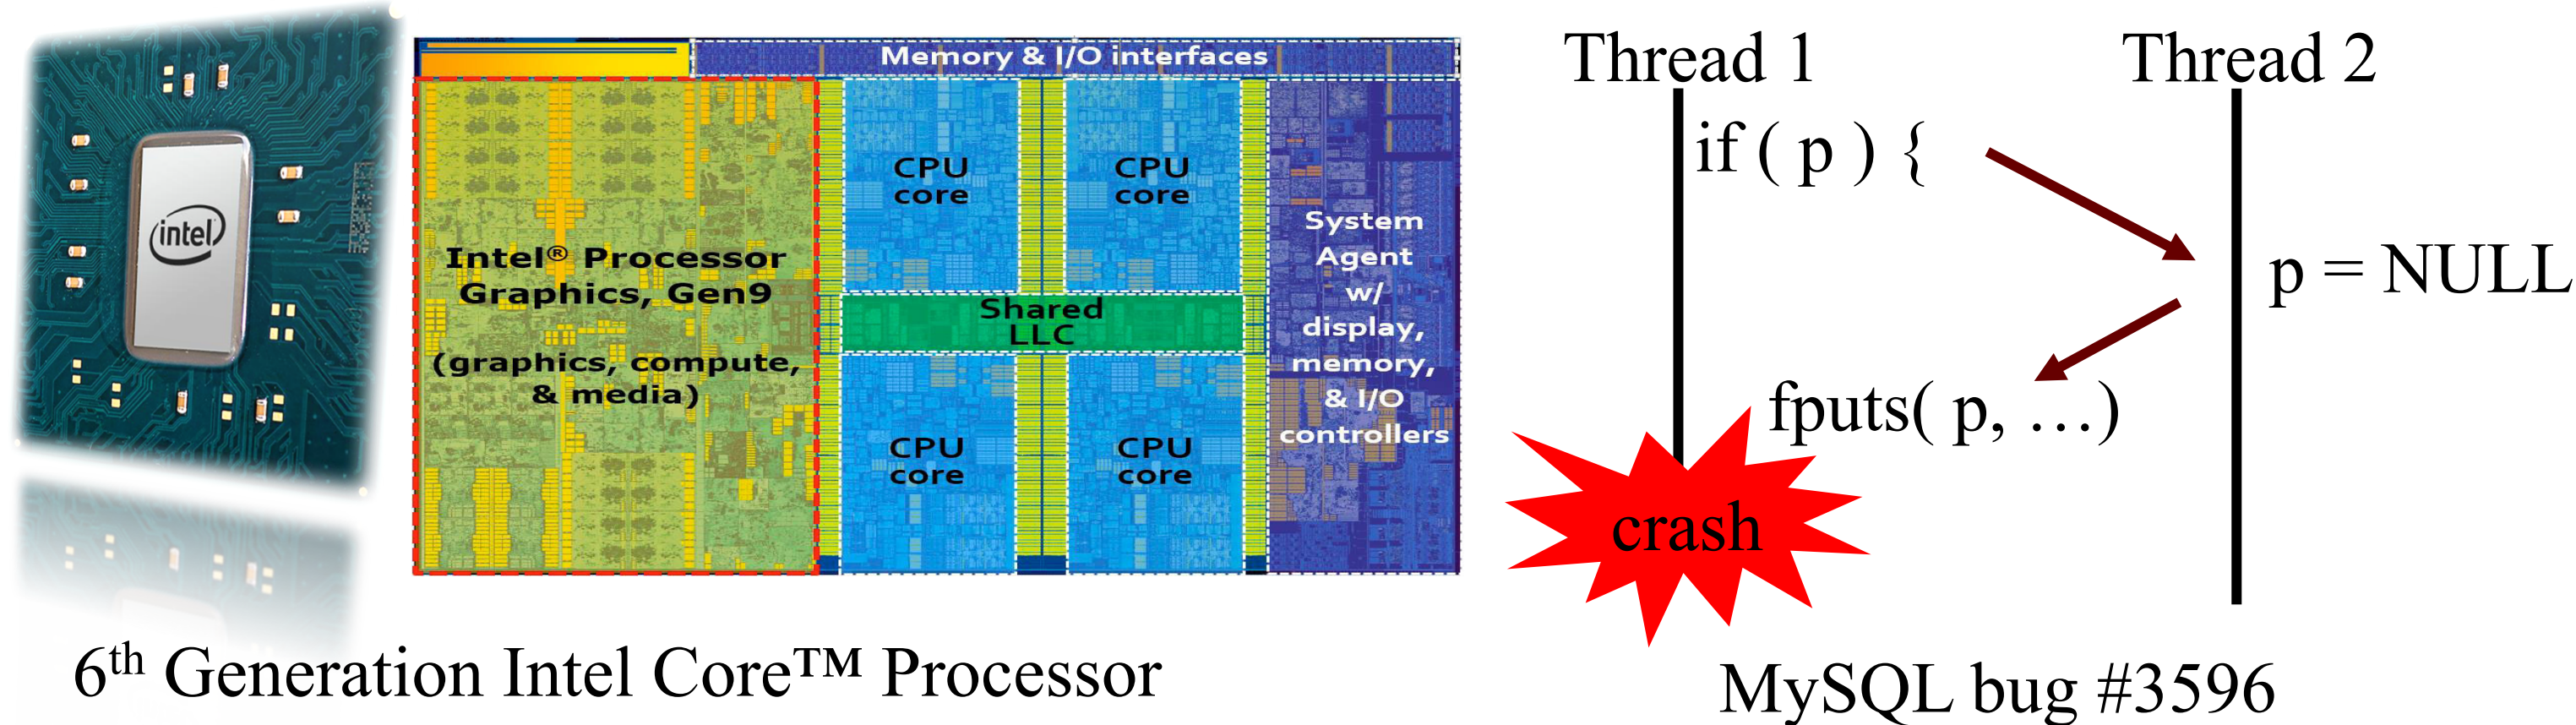 intel
Memory & I/O interfaces
Intel® Processor
Graphics, Gen9
(graphics, compute,
& media)
CPU
core
CPU
core
Shared
LLC
CPU
core
CPU
core
System
Agent
w/
display,
memory,
& I/O
controllers
6th Generation Intel Core™ Processor
Thread 1
Thread 2
if ( p ) {
p = NULL
fputs( p, …)
crash
MySQL bug #3596